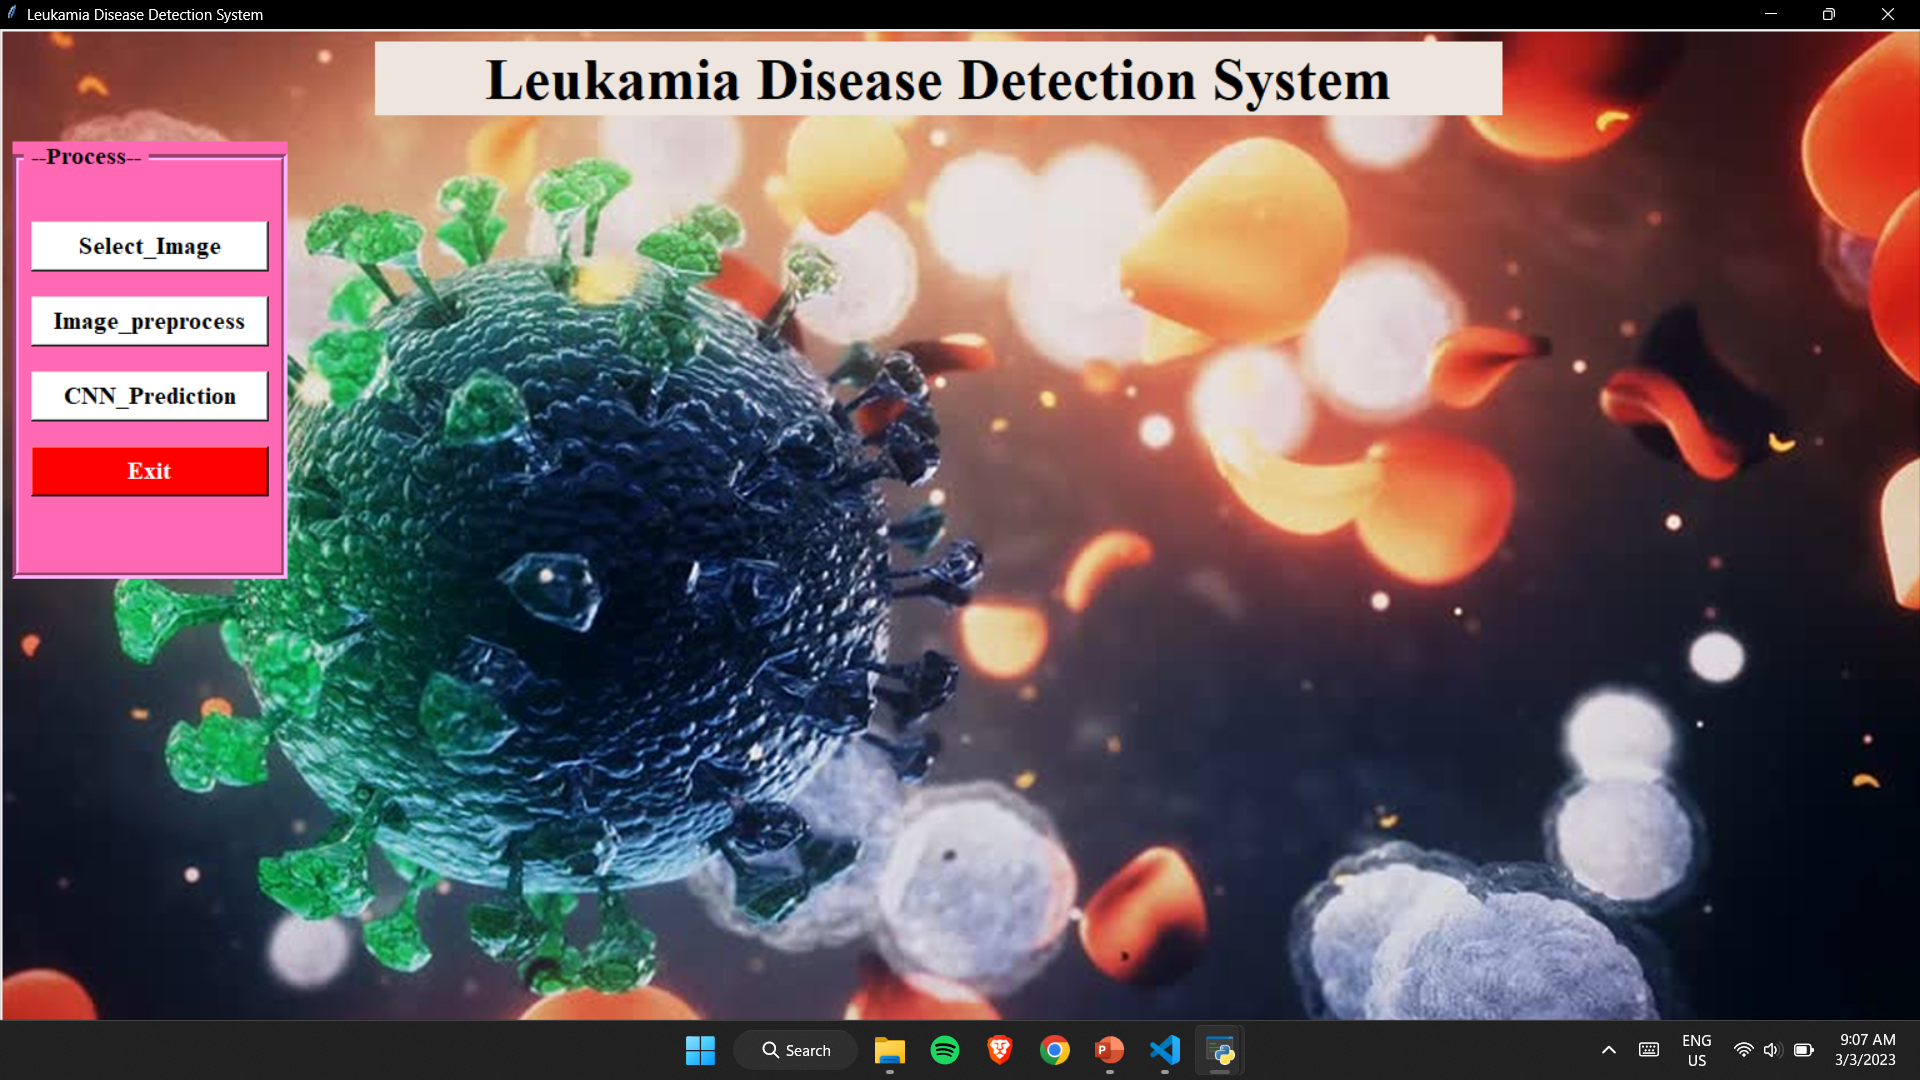 Leukamia Disease Detection System
Leukamia Disease Detection System
--Process--
Select_Image
Image_preprocess
CNN_Prediction
Exit
Search
ENG
US
9:07 AM
3/3/2023